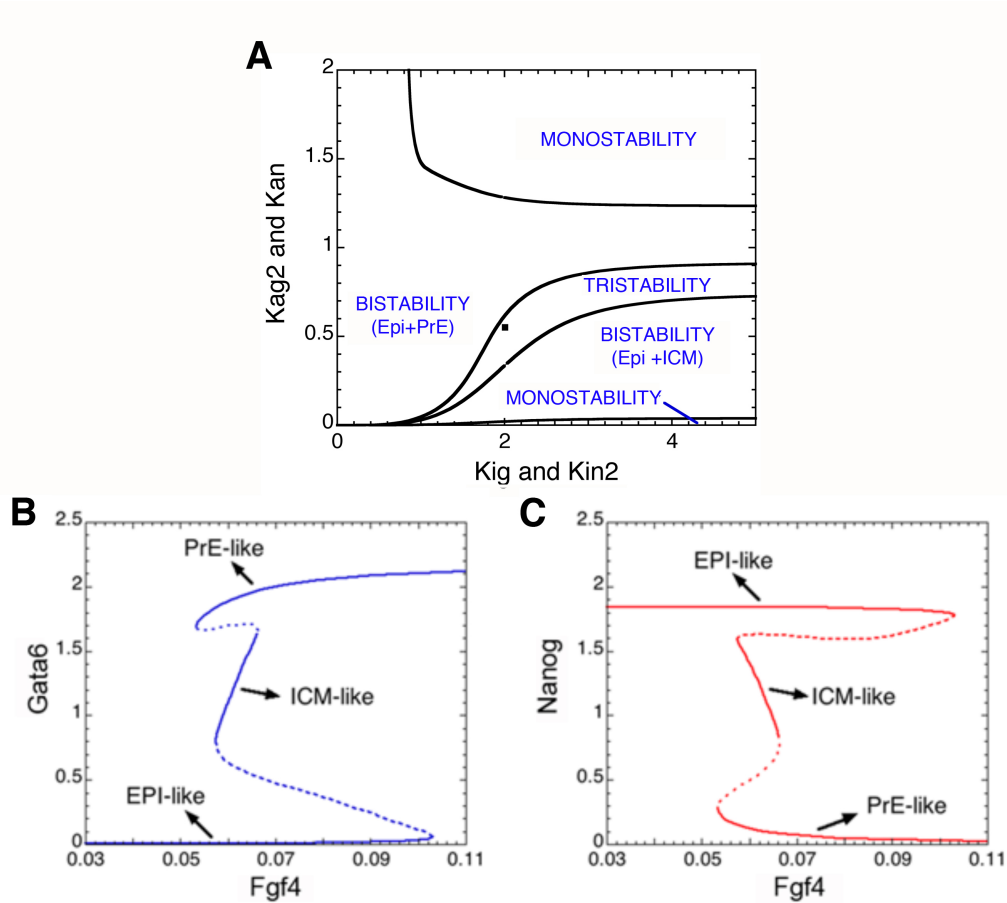 A
2
MONOSTABILITY
1.5
Kag2 and Kan
1
TRISTABILITY
BISTABILITY
(Epi+PrE)
BISTABILITY
(Epi +ICM)
0.5
MONOSTABILITY
0
0
2
4
Kig and Kin2
B
2.5
PrE-like
2
1.5
Gata6
ICM-like
1
0.5
EPI-like
0
0.03
0.05
0.07
0.09
0.11
Fgf4
C
2.5
EPI-like
2
1.5
Nanog
ICM-like
1
0.5
PrE-like
0
0.03
0.05
0.07
0.09
0.11
Fgf4